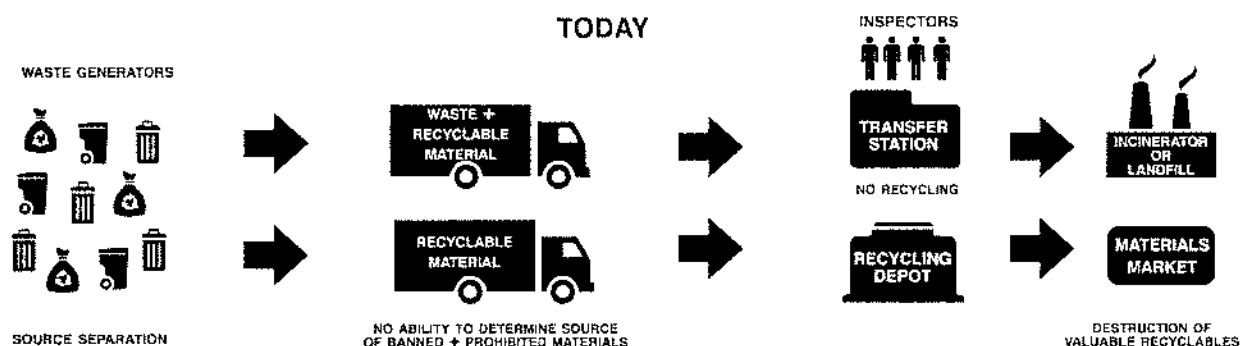 TODAY
INSPECTORS
WASTE GENERATORS
WASTE +
RECYCLABLE
MATERIAL
TRANSFER
STATION
INCINERATOR
OR
LANDFILL
NO RECYCLING
RECYCLABLE
MATERIAL
RECYCLING
DEPOT
MATERIALS
MARKET
SOURCE SEPARATION
NO ABILITY TO DETERMINE SOURCE
OF BANNED + PROHIBITED MATERIALS
DESTRUCTION OF
VALUABLE RECYCLABLES